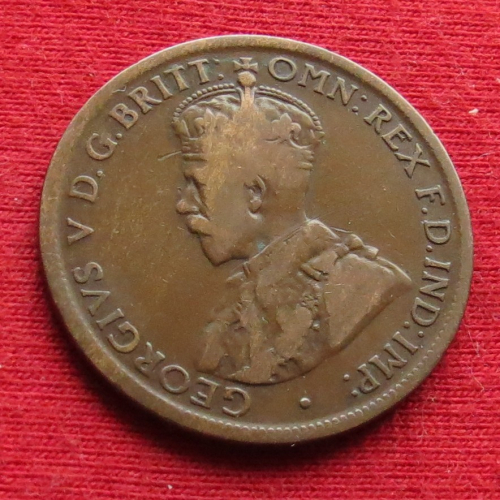 GEORGIVS V D.G.BRITT: OMN: REX F.D.IND: IMP: